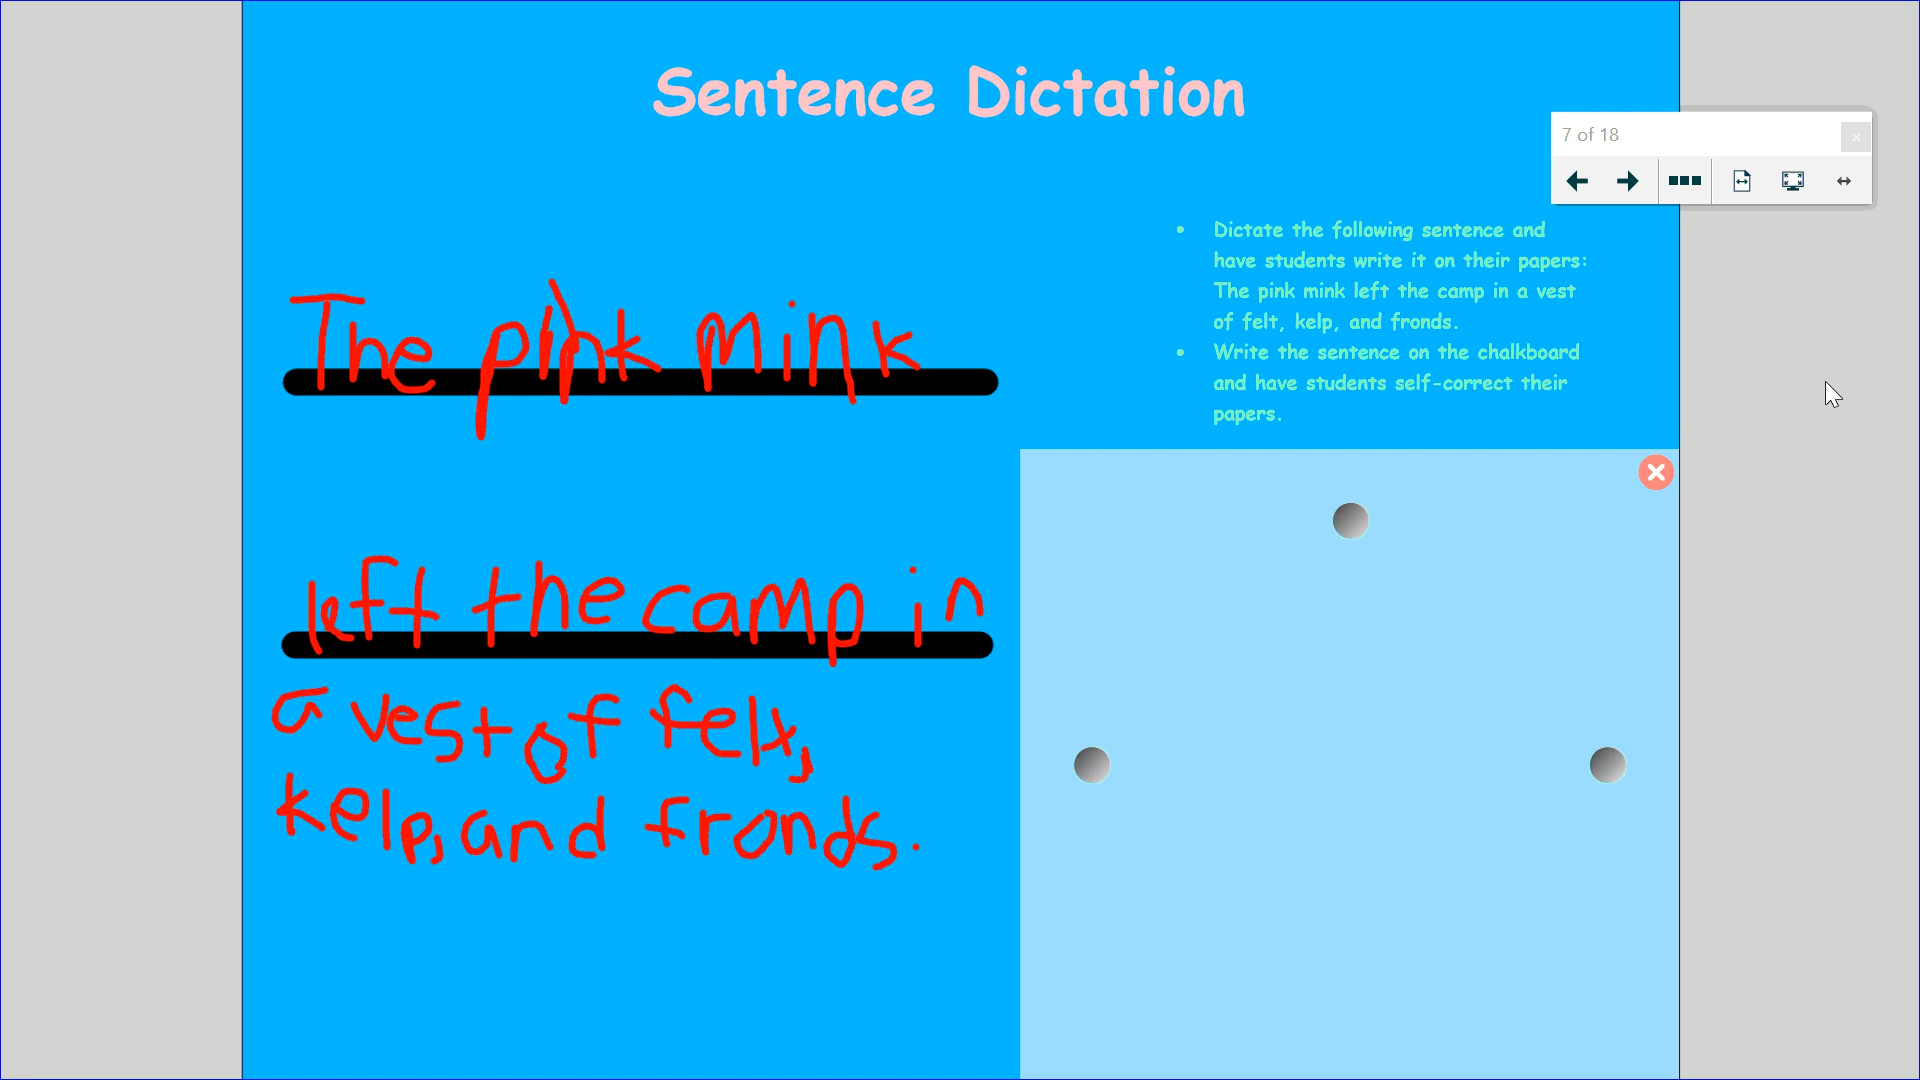 Sentence Dictation
7 of 18
• Dictate the following sentence and
have students write it on their papers:
The pink mink left the camp in a vest
of felt, kelp, and fronds.
• Write the sentence on the chalkboard
and have students self-correct their
papers.
The pink mink
left the camp in
a vest of felt,
kelp, and fronds.